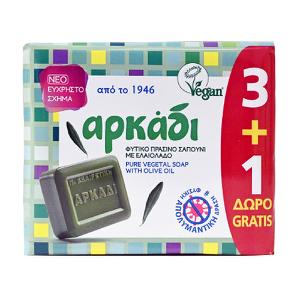 ΝΕΟ
ΕΥΧΡΗΣΤΟ
ΣΧΗΜΑ
από το 1946
Vegan
αρκάδι
ΦΥΤΙΚΟ ΠΡΑΣΙΝΟ ΣΑΠΟΥΝΙ
ΜΕ ΕΛΑΙΟΛΑΔΟ
PURE VEGETAL SOAP
WITH OLIVE OIL
ΑΡΚΑΔΙ
ΑΠΟΛΥΜΑΝΤΙΚΗ
ΔΡΑΣΗ
3
+
1
ΔΩΡΟ
GRATIS